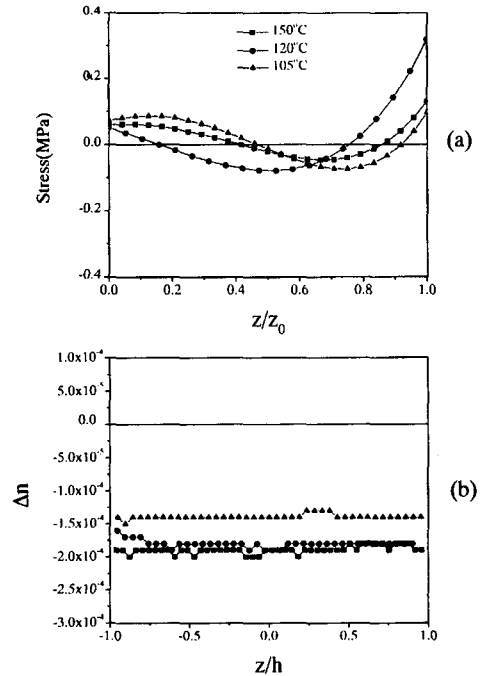 0.4
150°C
120°C
105°C
0.2
0.0
-0.2
-0.4
Stress(MPa)
(a)
0.0 0.2 0.4 0.6 0.8 1.0
z/z₀
1.0x10⁻⁴
5.0x10⁻⁵
0.0
-5.0x10⁻⁵
-1.0x10⁻⁴
-1.5x10⁻⁴
-2.0x10⁻⁴
-2.5x10⁻⁴
-3.0x10⁻⁴
Δn
(b)
-1.0 -0.5 0.0 0.5 1.0
z/h